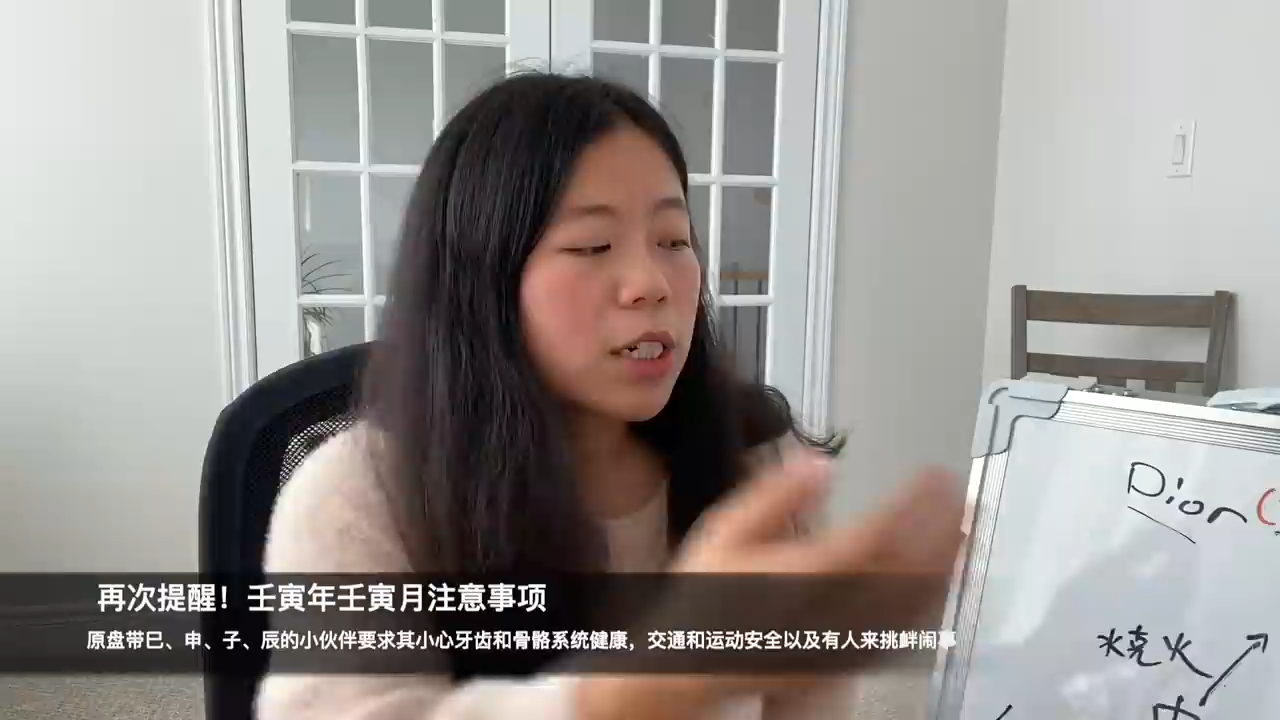 再次提醒！壬寅年壬寅月注意事项
原盘带巳、申、子、辰的小伙伴要求其小心牙齿和骨骼系统健康，交通和运动安全以及有人来挑衅闹事
Dior
烧火